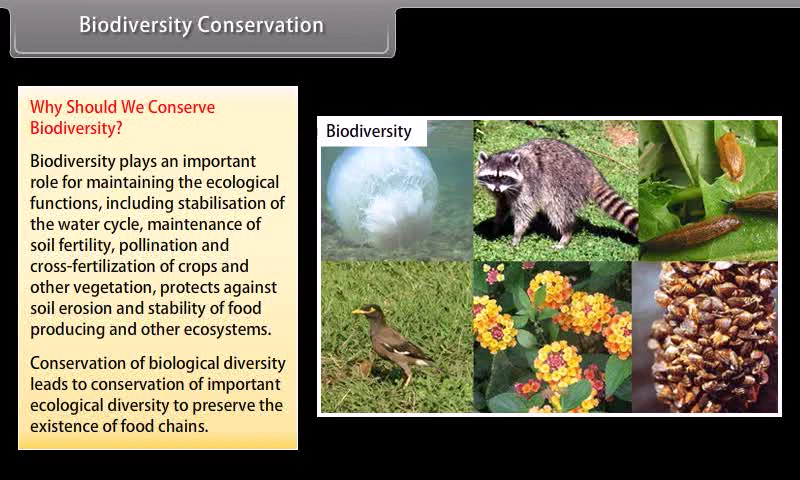 Biodiversity Conservation
Why Should We Conserve
Biodiversity?
Biodiversity plays an important
role for maintaining the ecological
functions, including stabilisation of
the water cycle, maintenance of
soil fertility, pollination and
cross-fertilization of crops and
other vegetation, protects against
soil erosion and stability of food
producing and other ecosystems.
Conservation of biological diversity
leads to conservation of important
ecological diversity to preserve the
existence of food chains.
Biodiversity